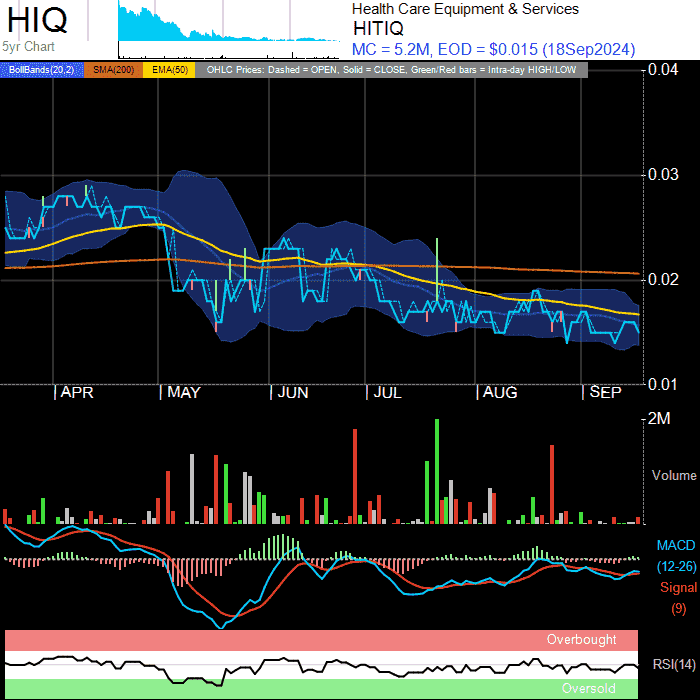 HIQ
5yr Chart
Health Care Equipment & Services
HITIQ
MC = 5.2M, EOD = $0.015 (18Sep2024)
BollBands(20,2) SMA(200) EMA(50) OHLC Prices: Dashed = OPEN, Solid = CLOSE, Green/Red bars = Intra-day HIGH/LOW
0.04
0.03
0.02
0.01
APR MAY JUN JUL AUG SEP
2M
Volume
MACD
(12-26)
Signal
(9)
Overbought
RSI(14)
Oversold